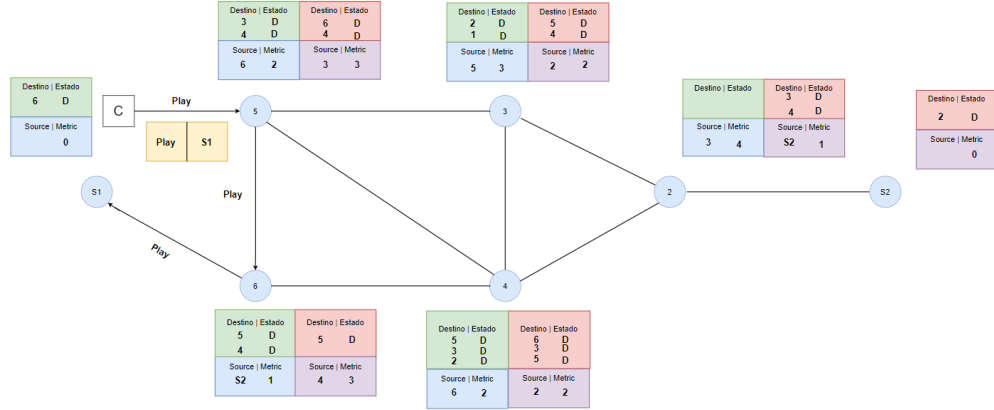 Destino | Estado
3 D
4 D
Destino | Estado
6 D
4 D
Source | Metric
6 2
Source | Metric
3 3
Destino | Estado
2 D
1 D
Destino | Estado
5 D
4 D
Source | Metric
5 3
Source | Metric
2 2
Destino | Estado
6 D
Source | Metric
0
C
Play
5
3
Play S1
Destino | Estado
3 D
4 D
Source | Metric
3 4
Source | Metric
S2 1
Destino | Estado
2 D
Source | Metric
0
S1
Play
2
S2
Play
6
4
Destino | Estado
5 D
4 D
Destino | Estado
5 D
Source | Metric
S2 1
Source | Metric
4 3
Destino | Estado
5 D
3 D
2 D
Destino | Estado
6 D
3 D
5 D
Source | Metric
6 2
Source | Metric
2 2